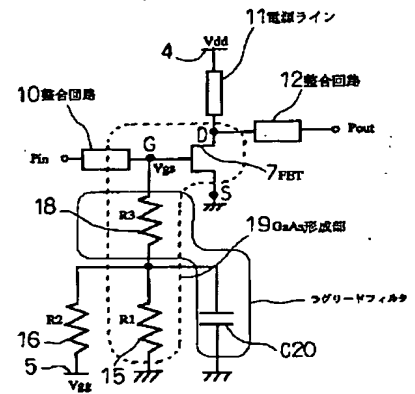 11電源ライン
4 Vdd
12整合回路
10整合回路
D
Pout
G
Pin
Vgs
7FBT
S
18
R3
19GaAs形成部
ラグリードフィルタ
R2
R1
16
5
15
C20
Vgg